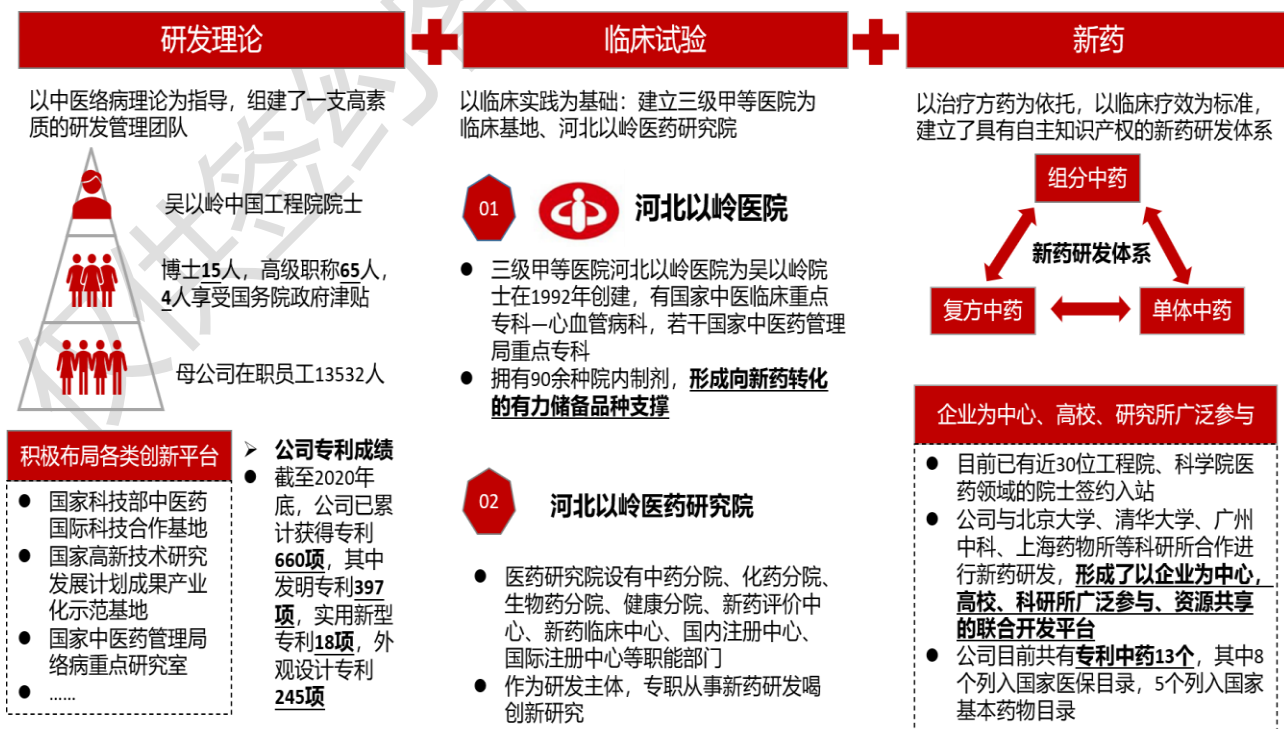 研发理论
以中医络病理论为指导，组建了一支高素
质的研发管理团队
吴以岭中国工程院院士
博士15人，高级职称65人，
4人享受国务院政府津贴
母公司在职员工13532人
积极布局各类创新平台
● 国家科技部中医药
国际科技合作基地
● 国家高新技术研究
发展计划成果产业
化示范基地
● 国家中医药管理局
络病重点研究室
● ......
➢ 公司专利成绩
● 截至2020年
底，公司已累
计获得专利
660项，其中
发明专利397
项，实用新型
专利18项，外
观设计专利
245项
临床试验
以临床实践为基础：建立三级甲等医院为
临床基地、河北以岭医药研究院
01
河北以岭医院
● 三级甲等医院河北以岭医院为吴以岭院
士在1992年创建，有国家中医临床重点
专科—心血管病科，若干国家中医药管理
局重点专科
● 拥有90余种院内制剂，形成向新药转化
的有力储备品种支撑
02
河北以岭医药研究院
● 医药研究院设有中药分院、化药分院、
生物药分院、健康分院、新药评价中
心、新药临床中心、国内注册中心、
国际注册中心等职能部门
● 作为研发主体，专职从事新药研发喝
创新研究
新药
以治疗方药为依托，以临床疗效为标准，
建立了具有自主知识产权的新药研发体系
组分中药
新药研发体系
复方中药
单体中药
企业为中心、高校、研究所广泛参与
● 目前已有近30位工程院、科学院医
药领域的院士签约入站
● 公司与北京大学、清华大学、广州
中科、上海药物所等科研所合作进
行新药研发，形成了以企业为中心，
高校、科研所广泛参与、资源共享
的联合开发平台
● 公司目前共有专利中药13个，其中8
个列入国家医保目录，5个列入国家
基本药物目录
仅供签约